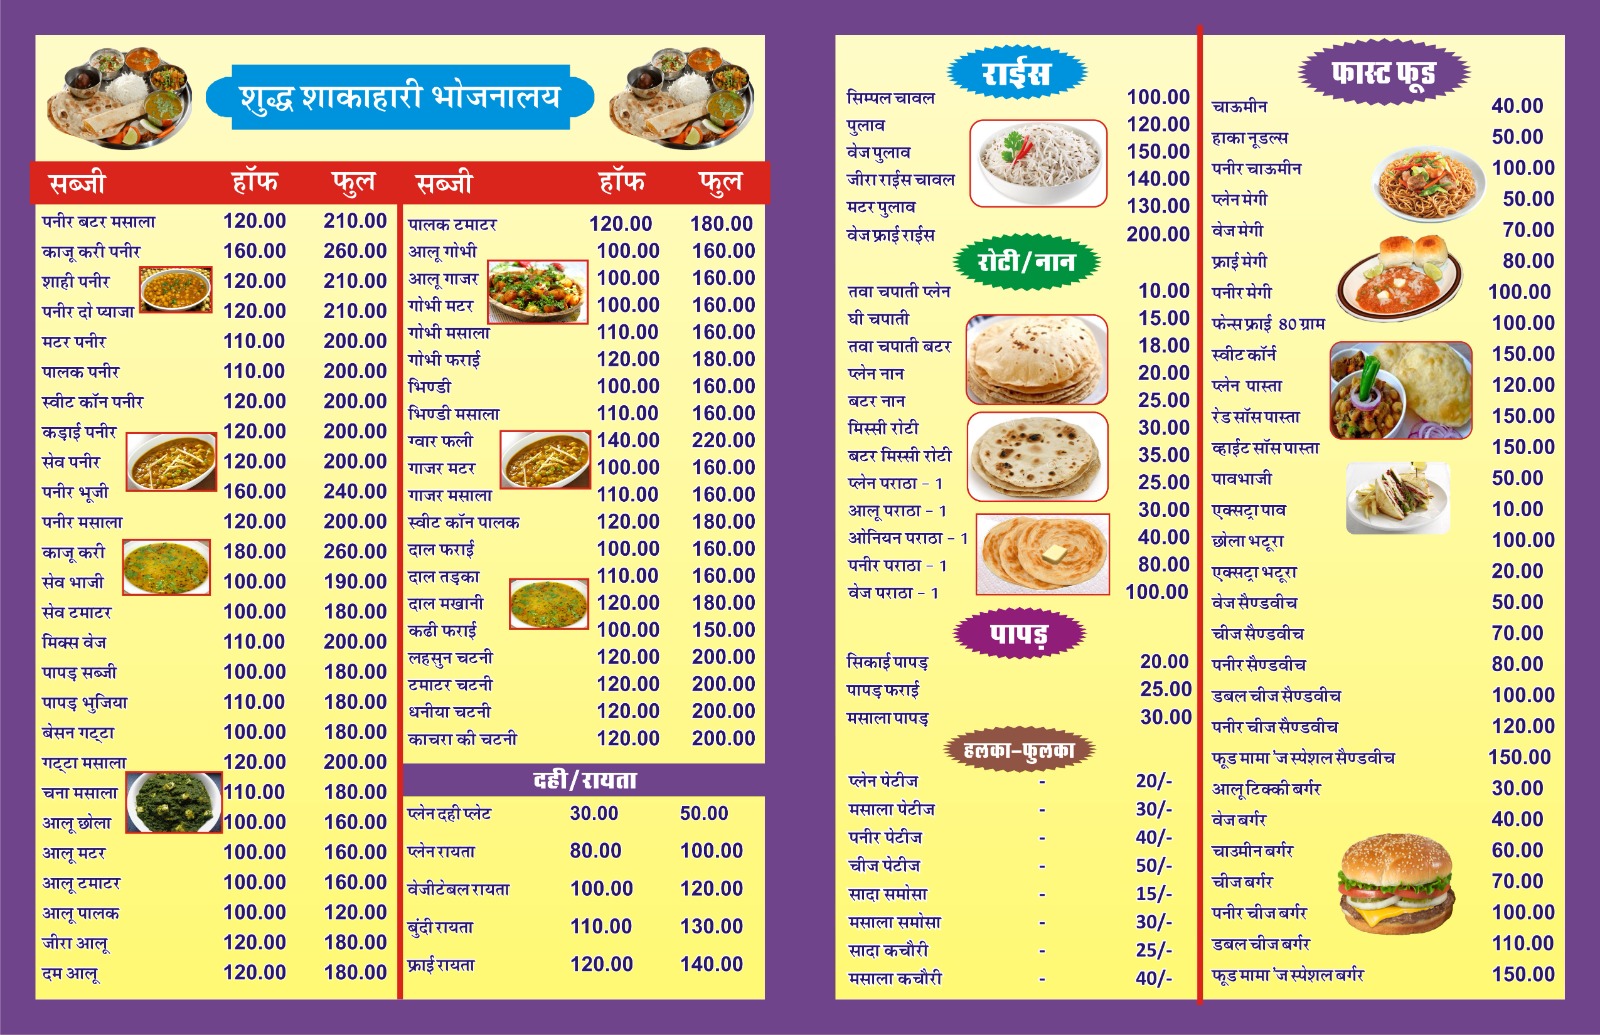 शुद्ध शाकाहारी भोजनालय
सब्जी हॉफ फुल
पनीर बटर मसाला 120.00 210.00
काजू करी पनीर 160.00 260.00
शाही पनीर 120.00 210.00
पनीर दो प्याजा 120.00 210.00
मटर पनीर 110.00 200.00
पालक पनीर 110.00 200.00
स्वीट कॉन पनीर 120.00 200.00
कड़ाई पनीर 120.00 200.00
सेव पनीर 120.00 200.00
पनीर भूजी 160.00 240.00
पनीर मसाला 120.00 200.00
काजू करी 180.00 260.00
सेव भाजी 100.00 190.00
सेव टमाटर 100.00 180.00
मिक्स वेज 110.00 200.00
पापड़ सब्जी 100.00 180.00
पापड़ भुजिया 110.00 180.00
बेसन गट्टा 100.00 180.00
गट्टा मसाला 120.00 200.00
चना मसाला 110.00 180.00
आलू छोला 100.00 160.00
आलू मटर 100.00 160.00
आलू टमाटर 100.00 160.00
आलू पालक 100.00 120.00
जीरा आलू 120.00 180.00
दम आलू 120.00 180.00
सब्जी हॉफ फुल
पालक टमाटर 120.00 180.00
आलू गोभी 100.00 160.00
आलू गाजर 100.00 160.00
गोभी मटर 100.00 160.00
गोभी मसाला 110.00 160.00
गोभी फराई 120.00 180.00
भिण्डी 100.00 160.00
भिण्डी मसाला 110.00 160.00
ग्वार फली 140.00 220.00
गाजर मटर 100.00 160.00
गाजर मसाला 110.00 160.00
स्वीट कॉन पालक 120.00 180.00
दाल फराई 100.00 160.00
दाल तड़का 110.00 160.00
दाल मखानी 120.00 180.00
कढी फराई 100.00 150.00
लहसुन चटनी 120.00 200.00
टमाटर चटनी 120.00 200.00
धनीया चटनी 120.00 200.00
काचरा की चटनी 120.00 200.00
दही/रायता
प्लेन दही प्लेट 30.00 50.00
प्लेन रायता 80.00 100.00
वेजीटेबल रायता 100.00 120.00
बुंदी रायता 110.00 130.00
फ्राई रायता 120.00 140.00
राईस
सिम्पल चावल 100.00
पुलाव 120.00
वेज पुलाव 150.00
जीरा राईस चावल 140.00
मटर पुलाव 130.00
वेज फ्राई राईस 200.00
रोटी/नान
तवा चपाती प्लेन 10.00
घी चपाती 15.00
तवा चपाती बटर 18.00
प्लेन नान 20.00
बटर नान 25.00
मिस्सी रोटी 30.00
बटर मिस्सी रोटी 35.00
प्लेन पराठा - 1 25.00
आलू पराठा - 1 30.00
ओनियन पराठा - 1 40.00
पनीर पराठा - 1 80.00
वेज पराठा - 1 100.00
पापड़
सिकाई पापड़ 20.00
पापड़ फराई 25.00
मसाला पापड़ 30.00
हलका-फुलका
प्लेन पेटीज - 20/-
मसाला पेटीज - 30/-
पनीर पेटीज - 40/-
चीज पेटीज - 50/-
सादा समोसा - 15/-
मसाला समोसा - 30/-
सादा कचौरी - 25/-
मसाला कचौरी - 40/-
फास्ट फूड
चाऊमीन 40.00
हाका नूडल्स 50.00
पनीर चाऊमीन 100.00
प्लेन मेगी 50.00
वेज मेगी 70.00
फ्राई मेगी 80.00
पनीर मेगी 100.00
फेन्स फ्राई 80 ग्राम 100.00
स्वीट कॉर्न 150.00
प्लेन पास्ता 120.00
रेड सॉस पास्ता 150.00
व्हाईट सॉस पास्ता 150.00
पावभाजी 50.00
एक्सट्रा पाव 10.00
छोला भटूरा 100.00
एक्सट्रा भटूरा 20.00
वेज सैण्डवीच 50.00
चीज सैण्डवीच 70.00
पनीर सैण्डवीच 80.00
डबल चीज सैण्डवीच 100.00
पनीर चीज सैण्डवीच 120.00
फूड मामा'ज स्पेशल सैण्डवीच 150.00
आलू टिक्की बर्गर 30.00
वेज बर्गर 40.00
चाउमीन बर्गर 60.00
चीज बर्गर 70.00
पनीर चीज बर्गर 100.00
डबल चीज बर्गर 110.00
फूड मामा'ज स्पेशल बर्गर 150.00